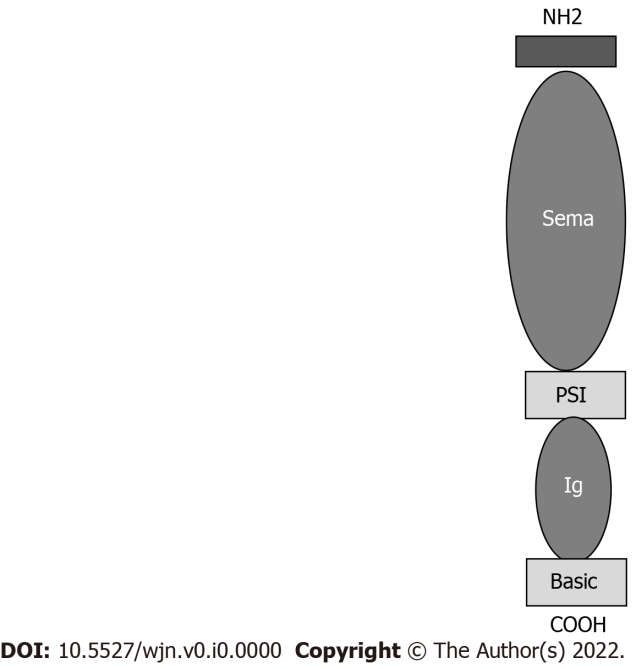 NH2
Sema
PSI
Ig
Basic
COOH
DOI: 10.5527/wjn.v0.i0.0000 Copyright © The Author(s) 2022.